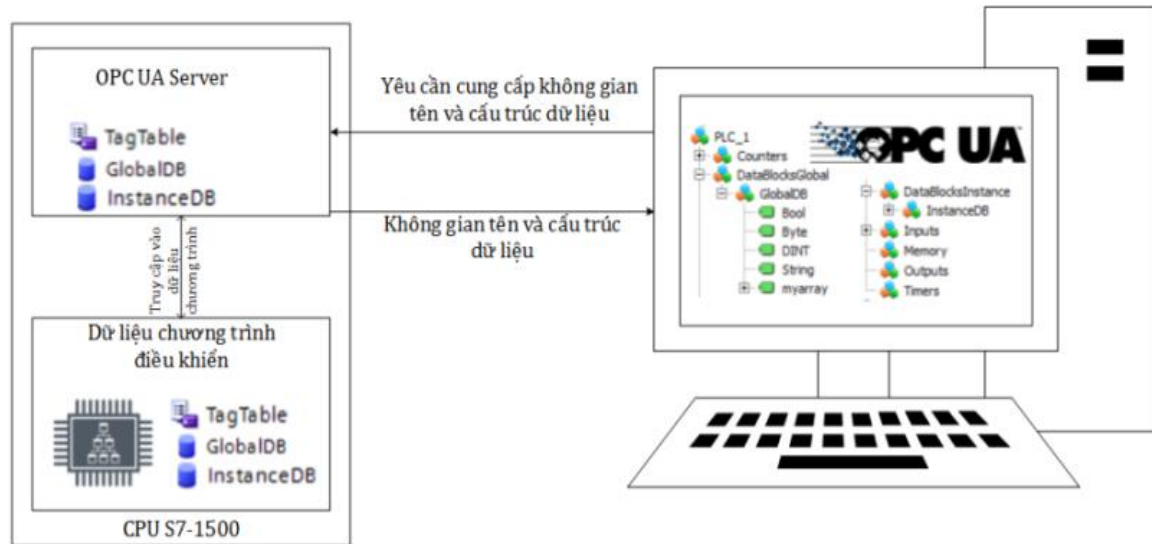 OPC UA Server
TagTable
GlobalDB
InstanceDB
Truy cập vào
dữ liệu
chương trình
Dữ liệu chương trình
điều khiển
TagTable
GlobalDB
InstanceDB
CPU S7-1500
Yêu cần cung cấp không gian
tên và cấu trúc dữ liệu
Không gian tên và cấu trúc
dữ liệu
OPC UA
PLC_1
Counters
DataBlocksGlobal
GlobalDB
Bool
Byte
DINT
String
myarray
DataBlocksInstance
InstanceDB
Inputs
Memory
Outputs
Timers